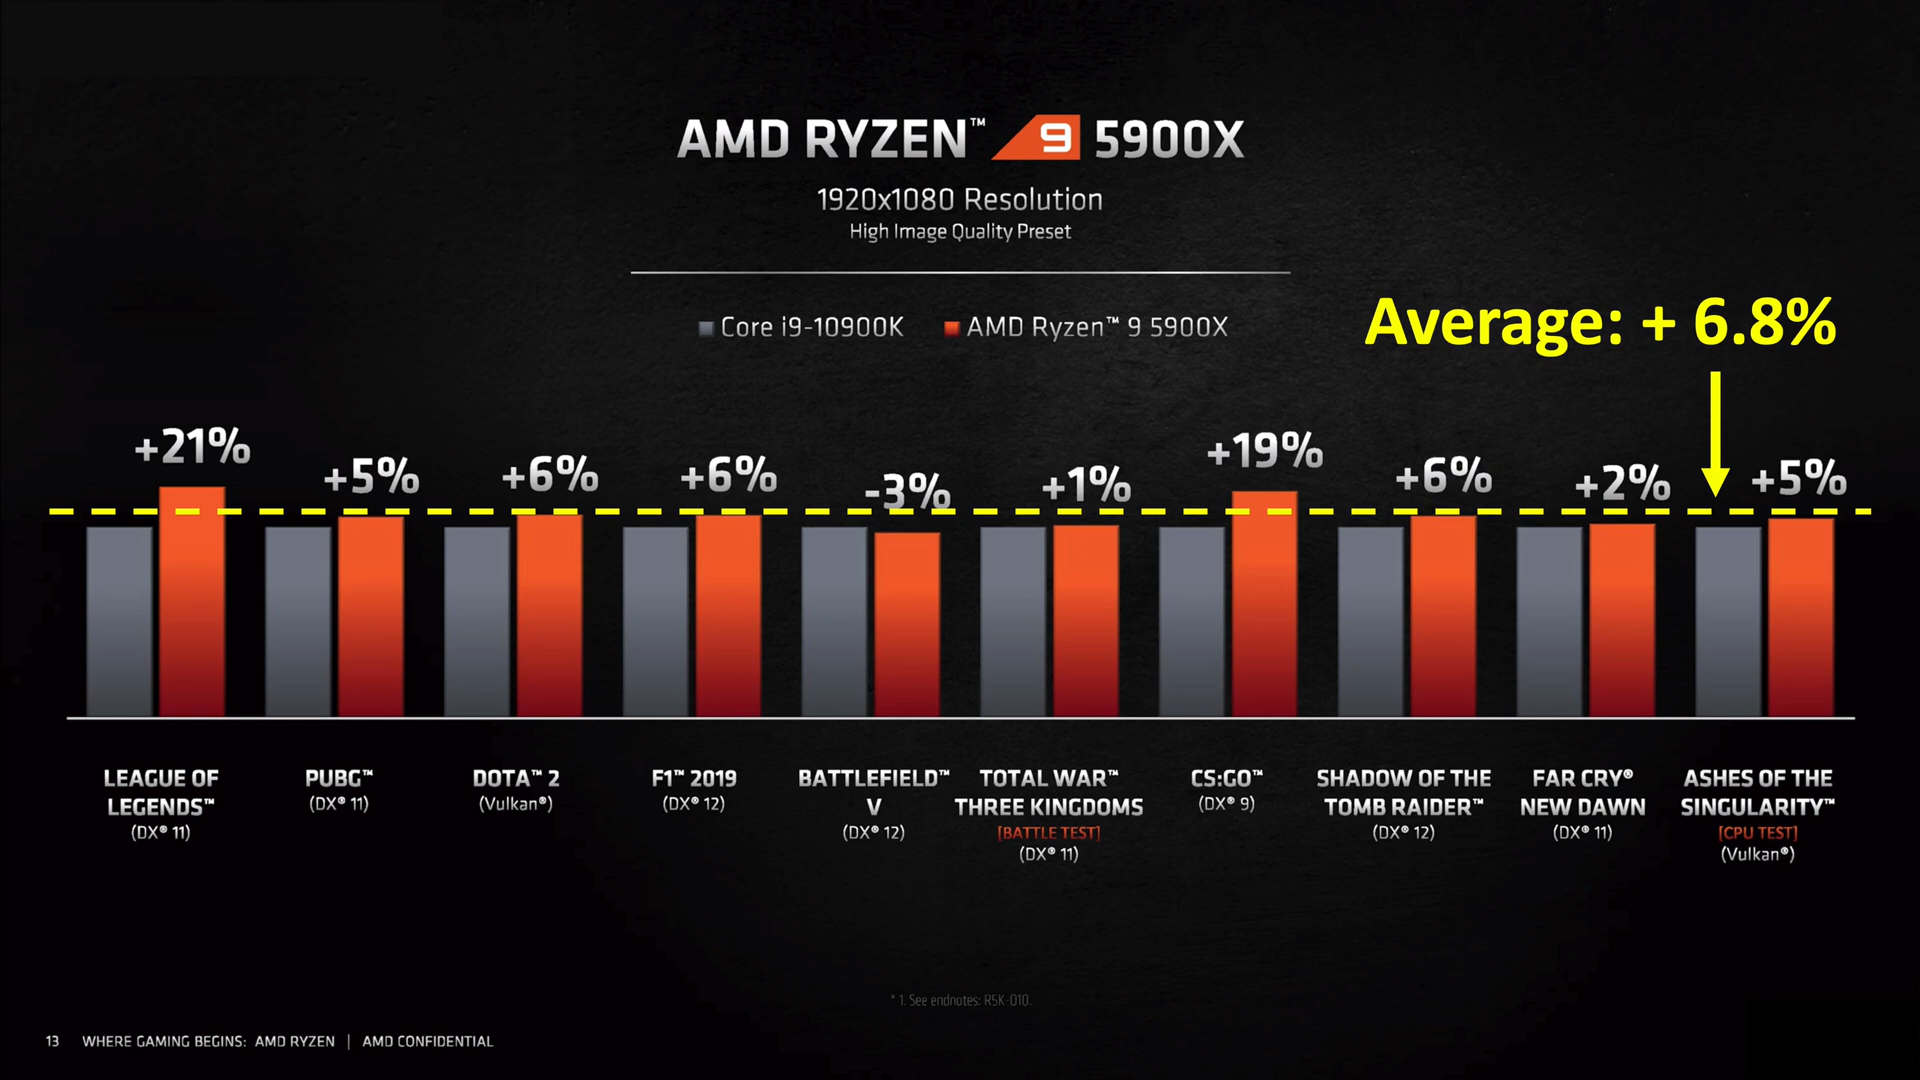 AMD RYZEN™ 9 5900X
1920x1080 Resolution
High Image Quality Preset
Core i9-10900K AMD Ryzen™ 9 5900X
Average: + 6.8%
+21% +5% +6% +6% -3% +1% +19% +6% +2% +5%
LEAGUE OF
LEGENDS™
(DX® 11)
PUBG™
(DX® 11)
DOTA™ 2
(Vulkan®)
F1™ 2019
(DX® 12)
BATTLEFIELD™
V
(DX® 12)
TOTAL WAR™
THREE KINGDOMS
[BATTLE TEST]
(DX® 11)
CS:GO™
(DX® 9)
SHADOW OF THE
TOMB RAIDER™
(DX® 12)
FAR CRY®
NEW DAWN
(DX® 11)
ASHES OF THE
SINGULARITY™
[CPU TEST]
(Vulkan®)
* 1. See endnotes: R5K-010.
13 WHERE GAMING BEGINS: AMD RYZEN | AMD CONFIDENTIAL